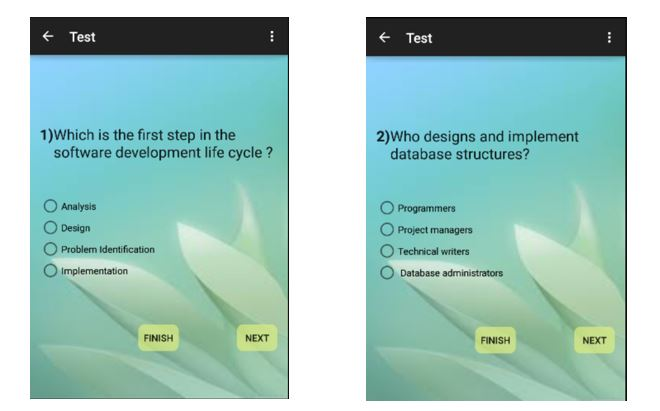 Test
1)Which is the first step in the
software development life cycle ?
Analysis
Design
Problem Identification
Implementation
FINISH NEXT
Test
2)Who designs and implement
database structures?
Programmers
Project managers
Technical writers
Database administrators
FINISH NEXT